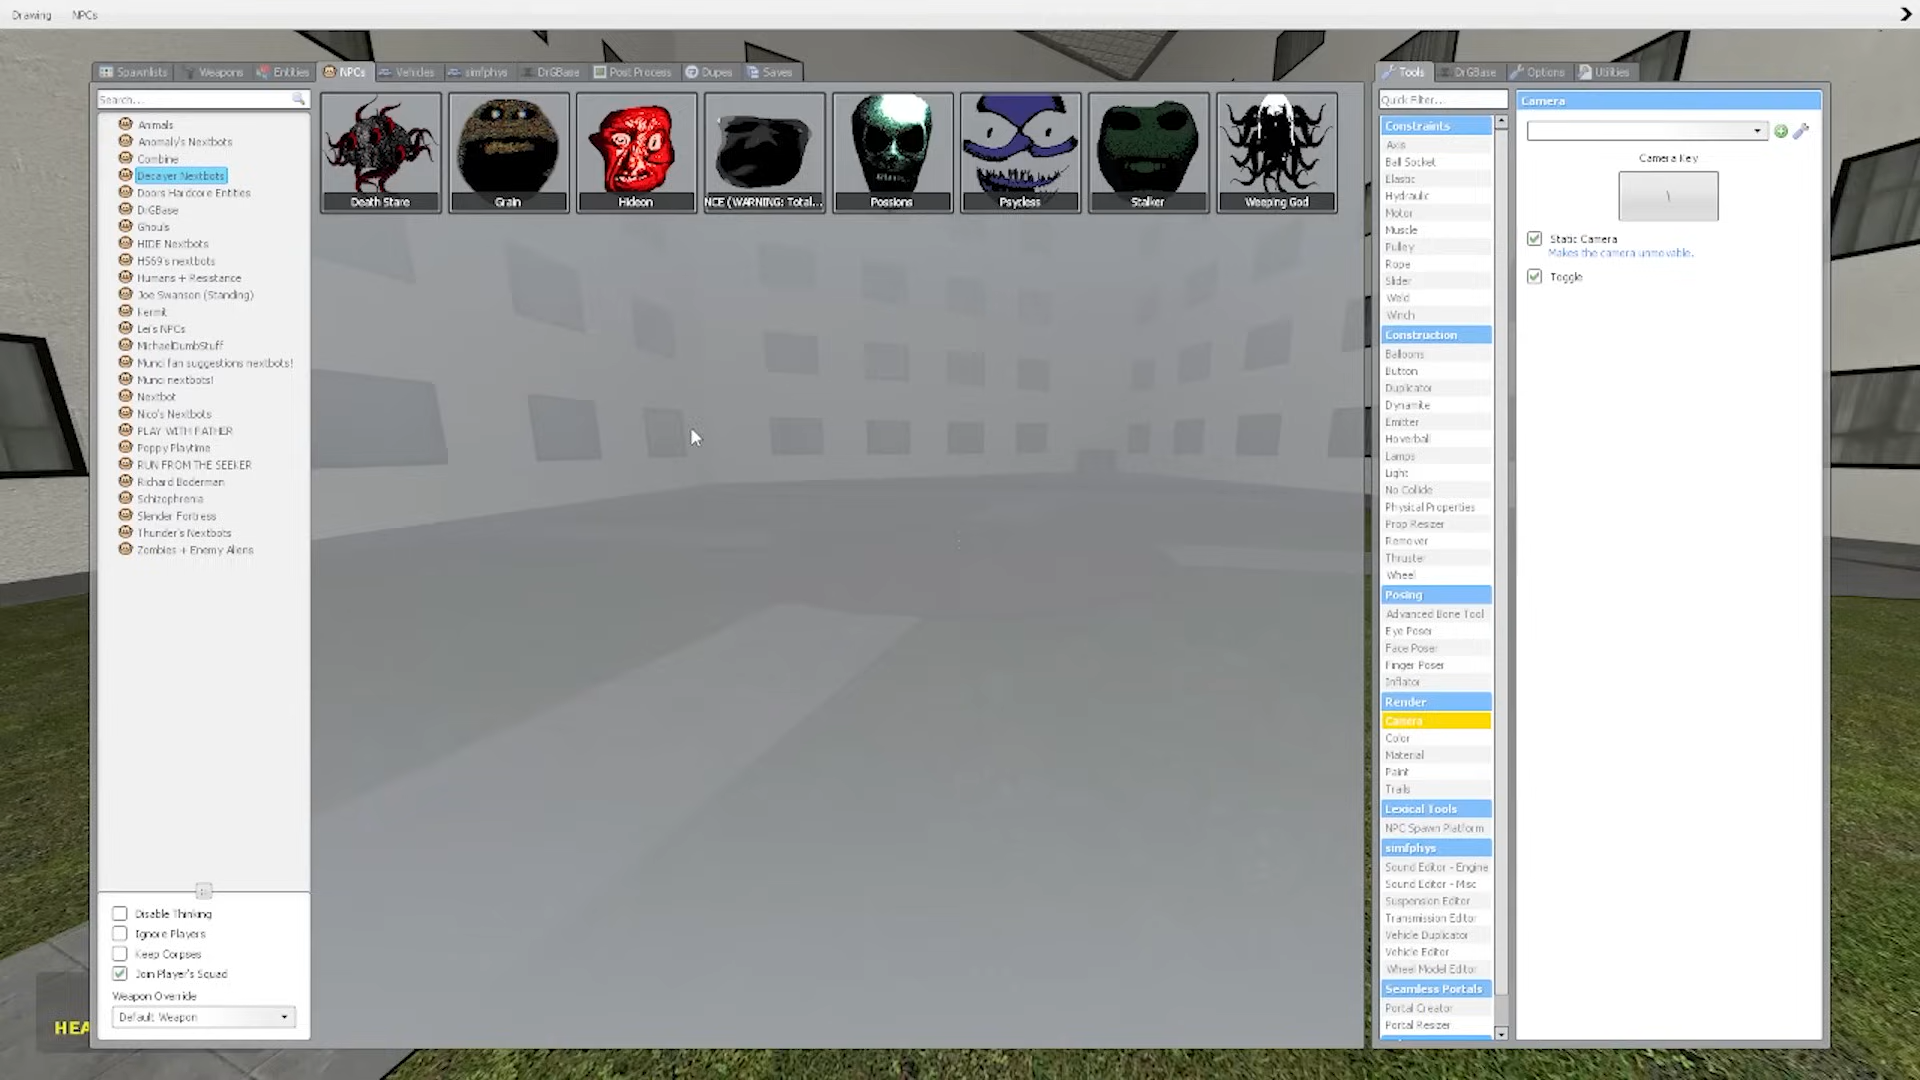 Drawing NPCs
Spawnlists Weapons Entities NPCs Vehicles simfphys DrGBase Post Process Dupes Saves
Search...
Animals
Anomaly's Nextbots
Combine
Decayer Nextbots
Doors Hardcore Entities
DrGBase
Ghouls
HIDE Nextbots
HS69's nextbots
Humans + Resistance
Joe Swanson (Standing)
Kermit
Lei's NPCs
MichaelDumbStuff
Munci fan suggestions nextbots!
Munci nextbots!
Nextbot
Nico's Nextbots
PLAY WITH FATHER
Poppy Playtime
RUN FROM THE SEEKER
Richard Boderman
Schizophrenia
Slender Fortress
Thunder's Nextbots
Zombies + Enemy Aliens
Disable Thinking
Ignore Players
Keep Corpses
Join Player's Squad
Weapon Override
Default Weapon
HEA
Death Stare
Grain
Hideon
NCE (WARNING: Total...
Possions
Psycless
Stalker
Weeping God
Tools DrGBase Options Utilities
Quick Filter...
Constraints
Axis
Ball Socket
Elastic
Hydraulic
Motor
Muscle
Pulley
Rope
Slider
Weld
Winch
Construction
Balloons
Button
Duplicator
Dynamite
Emitter
Hoverball
Lamps
Light
No Collide
Physical Properties
Prop Resizer
Remover
Thruster
Wheel
Posing
Advanced Bone Tool
Eye Poser
Face Poser
Finger Poser
Inflator
Render
Camera
Color
Material
Paint
Trails
Lexical Tools
NPC Spawn Platform
simfphys
Sound Editor - Engine
Sound Editor - Misc
Suspension Editor
Transmission Editor
Vehicle Duplicator
Vehicle Editor
Wheel Model Editor
Seamless Portals
Portal Creator
Portal Resizer
Camera
Camera Key
\
Static Camera
Makes the camera unmovable.
Toggle